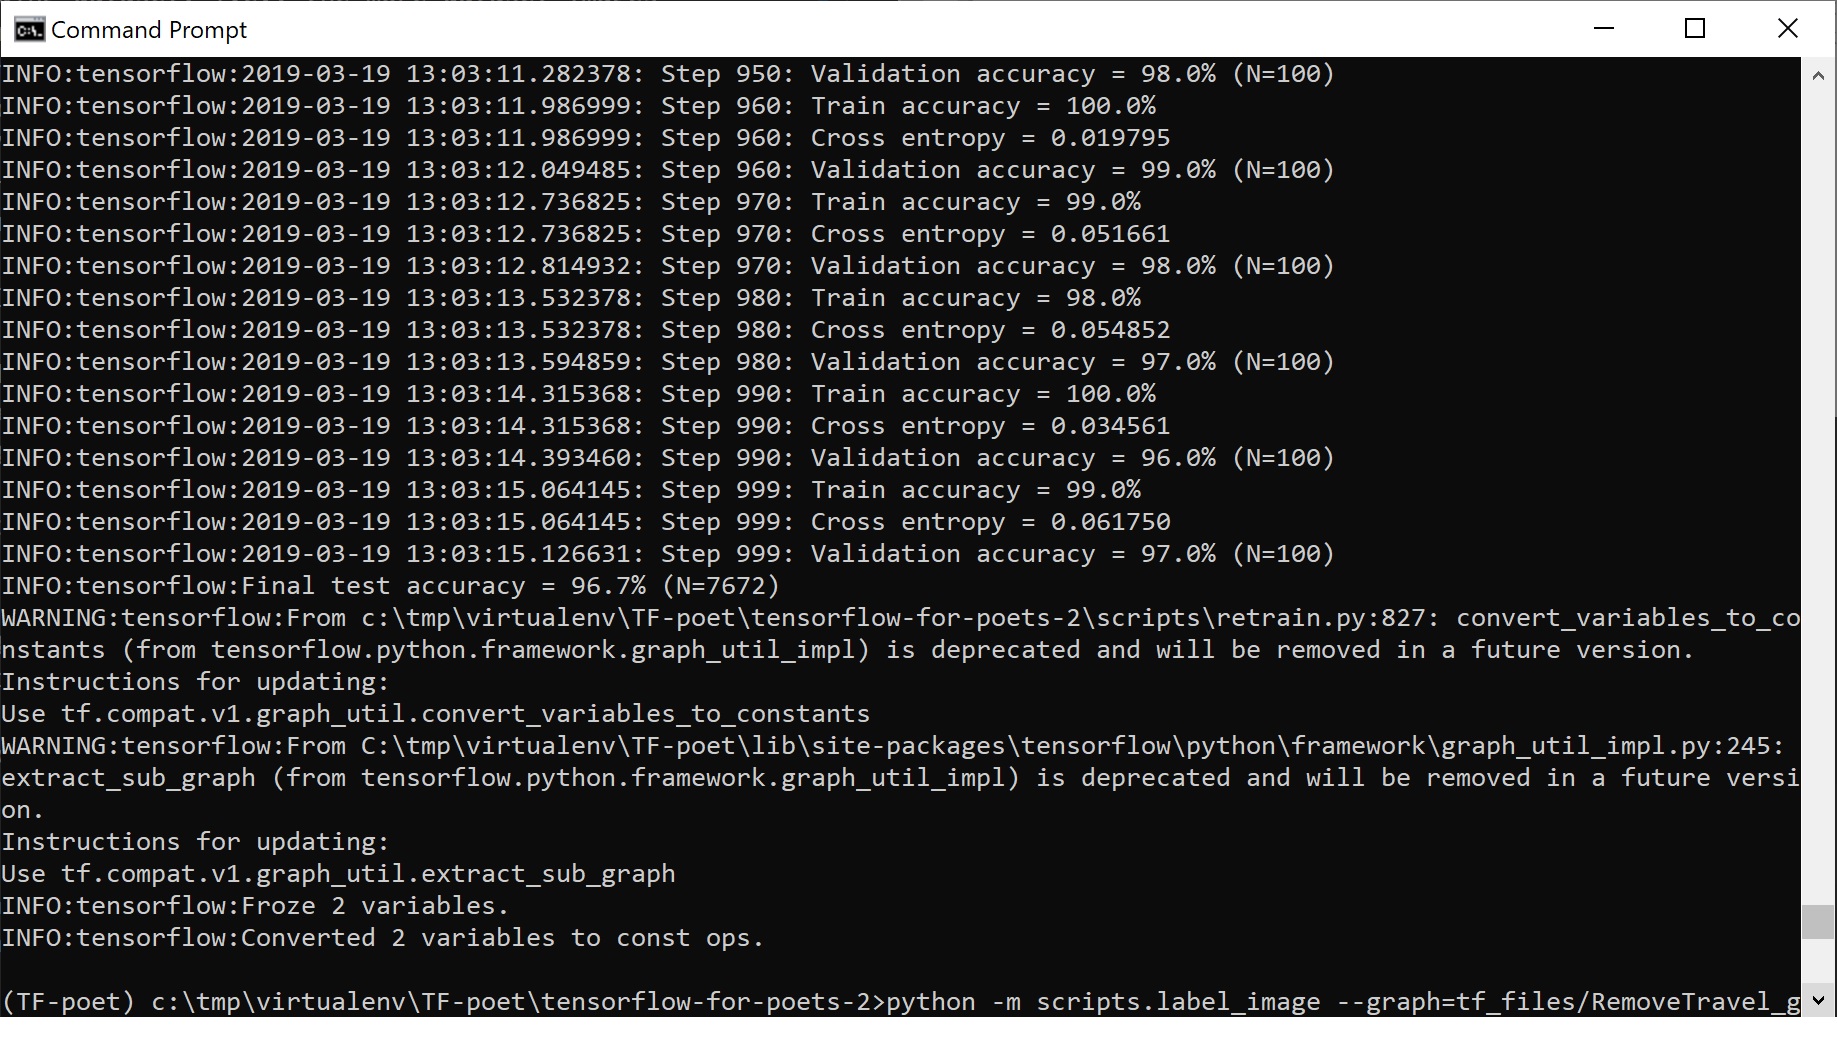 Command Prompt
INFO:tensorflow:2019-03-19 13:03:11.282378: Step 950: Validation accuracy = 98.0% (N=100)
INFO:tensorflow:2019-03-19 13:03:11.986999: Step 960: Train accuracy = 100.0%
INFO:tensorflow:2019-03-19 13:03:11.986999: Step 960: Cross entropy = 0.019795
INFO:tensorflow:2019-03-19 13:03:12.049485: Step 960: Validation accuracy = 99.0% (N=100)
INFO:tensorflow:2019-03-19 13:03:12.736825: Step 970: Train accuracy = 99.0%
INFO:tensorflow:2019-03-19 13:03:12.736825: Step 970: Cross entropy = 0.051661
INFO:tensorflow:2019-03-19 13:03:12.814932: Step 970: Validation accuracy = 98.0% (N=100)
INFO:tensorflow:2019-03-19 13:03:13.532378: Step 980: Train accuracy = 98.0%
INFO:tensorflow:2019-03-19 13:03:13.532378: Step 980: Cross entropy = 0.054852
INFO:tensorflow:2019-03-19 13:03:13.594859: Step 980: Validation accuracy = 97.0% (N=100)
INFO:tensorflow:2019-03-19 13:03:14.315368: Step 990: Train accuracy = 100.0%
INFO:tensorflow:2019-03-19 13:03:14.315368: Step 990: Cross entropy = 0.034561
INFO:tensorflow:2019-03-19 13:03:14.393460: Step 990: Validation accuracy = 96.0% (N=100)
INFO:tensorflow:2019-03-19 13:03:15.064145: Step 999: Train accuracy = 99.0%
INFO:tensorflow:2019-03-19 13:03:15.064145: Step 999: Cross entropy = 0.061750
INFO:tensorflow:2019-03-19 13:03:15.126631: Step 999: Validation accuracy = 97.0% (N=100)
INFO:tensorflow:Final test accuracy = 96.7% (N=7672)
WARNING:tensorflow:From c:\tmp\virtualenv\TF-poet\tensorflow-for-poets-2\scripts\retrain.py:827: convert_variables_to_co
nstants (from tensorflow.python.framework.graph_util_impl) is deprecated and will be removed in a future version.
Instructions for updating:
Use tf.compat.v1.graph_util.convert_variables_to_constants
WARNING:tensorflow:From C:\tmp\virtualenv\TF-poet\lib\site-packages\tensorflow\python\framework\graph_util_impl.py:245:
extract_sub_graph (from tensorflow.python.framework.graph_util_impl) is deprecated and will be removed in a future versi
on.
Instructions for updating:
Use tf.compat.v1.graph_util.extract_sub_graph
INFO:tensorflow:Froze 2 variables.
INFO:tensorflow:Converted 2 variables to const ops.
(TF-poet) c:\tmp\virtualenv\TF-poet\tensorflow-for-poets-2>python -m scripts.label_image --graph=tf_files/RemoveTravel_g